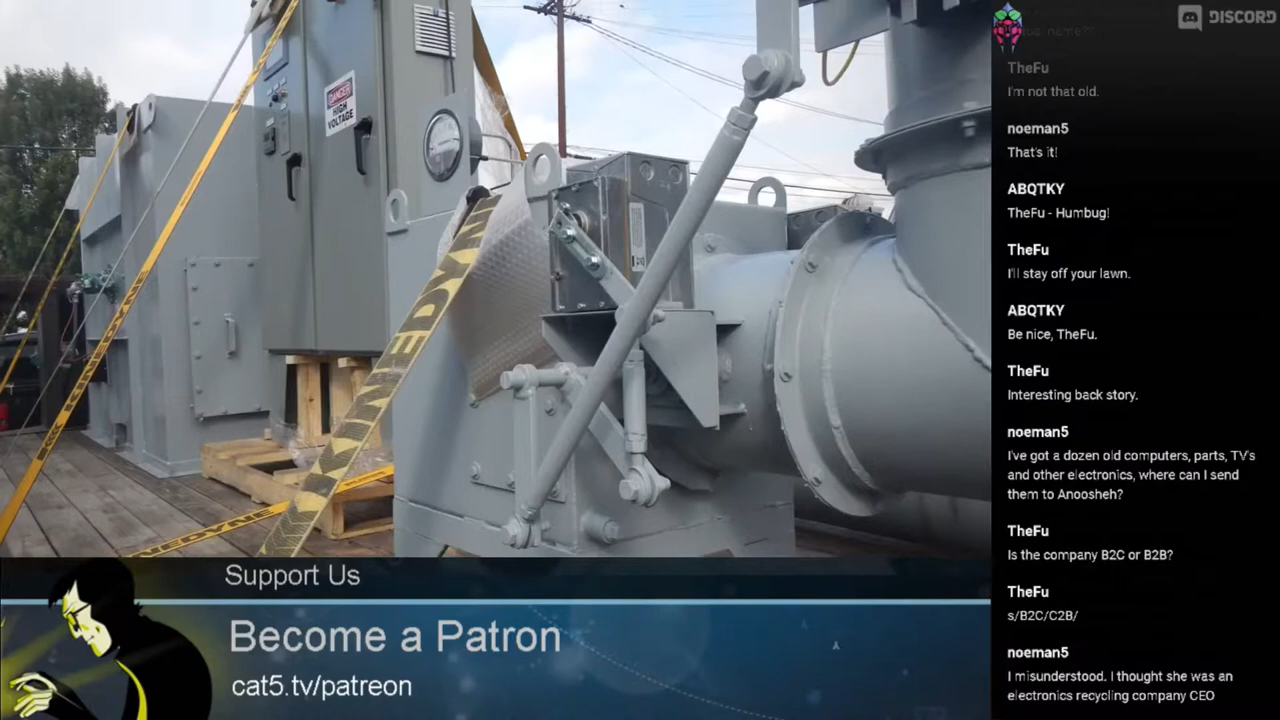 DANGER
HIGH
VOLTAGE
NEDYNE
Support Us
Become a Patron
cat5.tv/patreon
DISCORD
TheFu
I'm not that old.
noeman5
That's it!
ABQTKY
TheFu - Humbug!
TheFu
I'll stay off your lawn.
ABQTKY
Be nice, TheFu.
TheFu
Interesting back story.
noeman5
I've got a dozen old computers, parts, TV's
and other electronics, where can I send
them to Anoosheh?
TheFu
Is the company B2C or B2B?
TheFu
s/B2C/C2B/
noeman5
I misunderstood. I thought she was an
electronics recycling company CEO